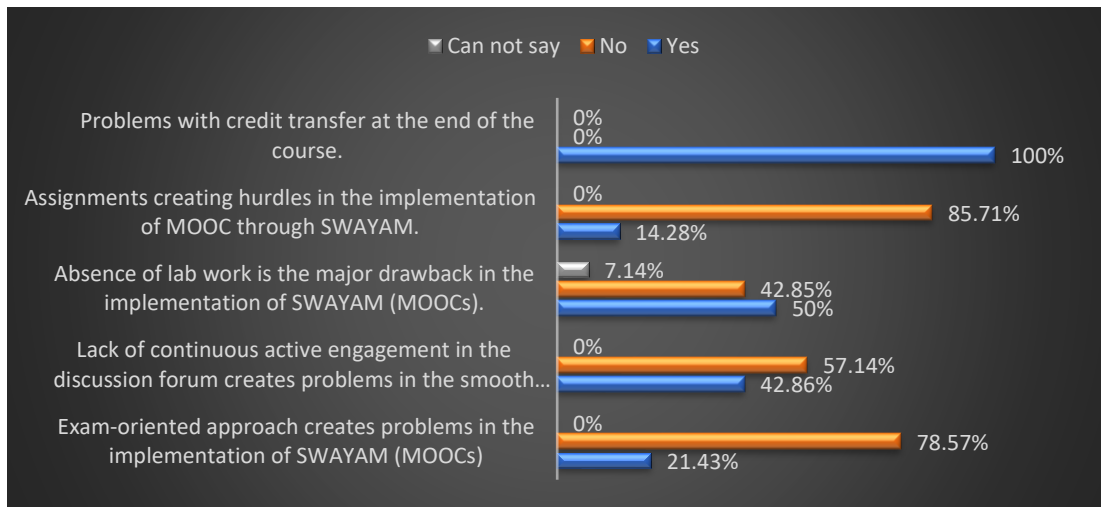 Can not say No Yes
Problems with credit transfer at the end of the
course.
0%
0%
100%
Assignments creating hurdles in the implementation
of MOOC through SWAYAM.
0%
85.71%
14.28%
Absence of lab work is the major drawback in the
implementation of SWAYAM (MOOCs).
7.14%
42.85%
50%
Lack of continuous active engagement in the
discussion forum creates problems in the smooth…
0%
57.14%
42.86%
Exam-oriented approach creates problems in the
implementation of SWAYAM (MOOCs)
0%
78.57%
21.43%